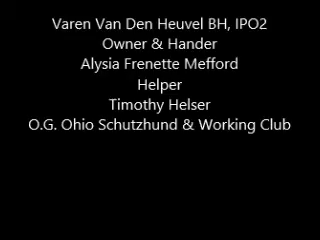 Varen Van Den Heuvel BH, IPO2
Owner & Hander
Alysia Frenette Mefford
Helper
Timothy Helser
O.G. Ohio Schutzhund & Working Club